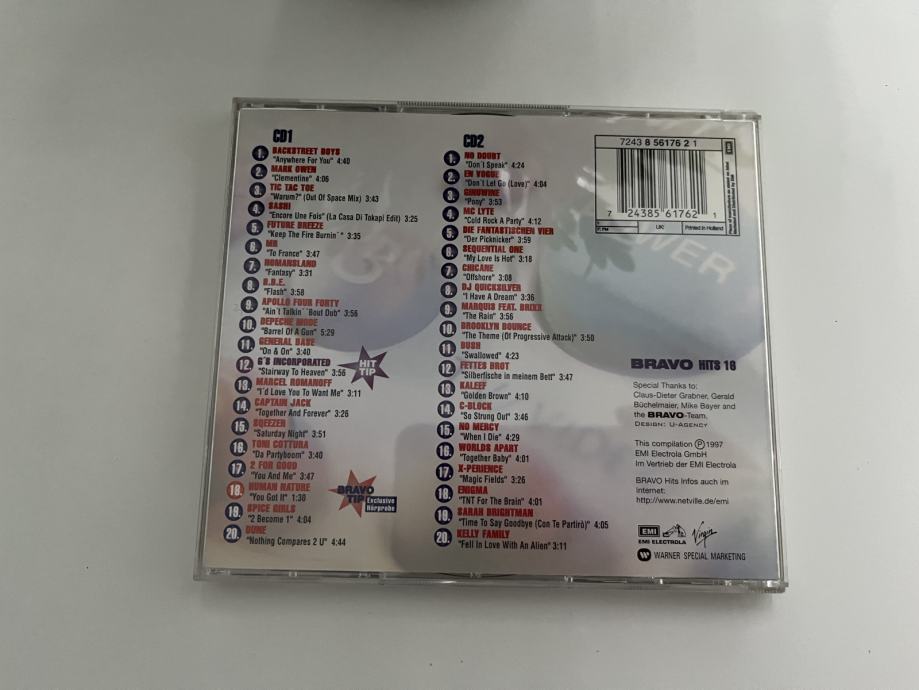 CD1
1. BACKSTREET BOYS
"Anywhere For You" 4:40
2. MARK OWEN
"Clementine" 4:06
3. TIC TAC TOE
"Warum?" (Out Of Space Mix) 3:43
4. SASH!
"Encore Une Fois" (La Casa Di Tokapi Edit) 3:25
5. FUTURE BREEZE
"Keep The Fire Burnin´" 3:35
6. MR
"To France" 3:47
7. NOMANSLAND
"Fantasy" 3:31
8. B.B.E.
"Flash" 3:58
9. APOLLO FOUR FORTY
"Ain´t Talkin´ ´Bout Dub" 3:56
10. DEPECHE MODE
"Barrel Of A Gun" 5:29
11. GENERAL BASE
"On & On" 3:40
12. G'S INCORPORATED
"Stairway To Heaven" 3:56
HIT TIP
13. MARCEL ROMANOFF
"I´d Love You To Want Me" 3:11
14. CAPTAIN JACK
"Together And Forever" 3:26
15. SQEEZER
"Saturday Night" 3:51
16. TONI COTTURA
"Da Partyboom" 3:40
17. 2 FOR GOOD
"You And Me" 3:47
18. HUMAN NATURE
"You Got It" 1:30
BRAVO TIP
Exclusive
Hörprobe
19. SPICE GIRLS
"2 Become 1" 4:04
20. DUNE
"Nothing Compares 2 U" 4:44
CD2
1. NO DOUBT
"Don´t Speak" 4:24
2. EN VOGUE
"Don´t Let Go (Love)" 4:04
3. GINUWINE
"Pony" 3:53
4. MC LYTE
"Cold Rock A Party" 4:12
5. DIE FANTASTISCHEN VIER
"Der Picknicker" 3:59
6. SEQUENTIAL ONE
"My Love Is Hot" 3:18
7. CHICANE
"Offshore" 3:08
8. DJ QUICKSILVER
"I Have A Dream" 3:36
9. MARQUIS FEAT. BRIXX
"The Rain" 3:56
10. BROOKLYN BOUNCE
"The Theme (Of Progressive Attack)" 3:50
11. BUSH
"Swallowed" 4:23
12. FETTES BROT
"Silberfische in meinem Bett" 3:47
13. KALEEF
"Golden Brown" 4:10
14. C-BLOCK
"So Strung Out" 3:46
15. NO MERCY
"When I Die" 4:29
16. WORLDS APART
"Together Baby" 4:01
17. X-PERIENCE
"Magic Fields" 3:26
18. ENIGMA
"TNT For The Brain" 4:01
19. SARAH BRIGHTMAN
"Time To Say Goodbye (Con Te Partirò)" 4:05
20. KELLY FAMILY
"Fell In Love With An Alien" 3:11
7243 8 56176 2 1
7 24385 61762 1
F: PM
UK:
Printed in Holland
EMI
BRAVO HITS 16
Special Thanks to:
Claus-Dieter Grabner, Gerald
Büchelmaier, Mike Bayer and
the BRAVO-Team.
DESIGN: U-AGENCY
This compilation Ⓟ 1997
EMI Electrola GmbH
Im Vertrieb der EMI Electrola
BRAVO Hits Infos auch im
Internet:
http://www.netville.de/emi
EMI
EMI ELECTROLA
Virgin
WARNER SPECIAL MARKETING